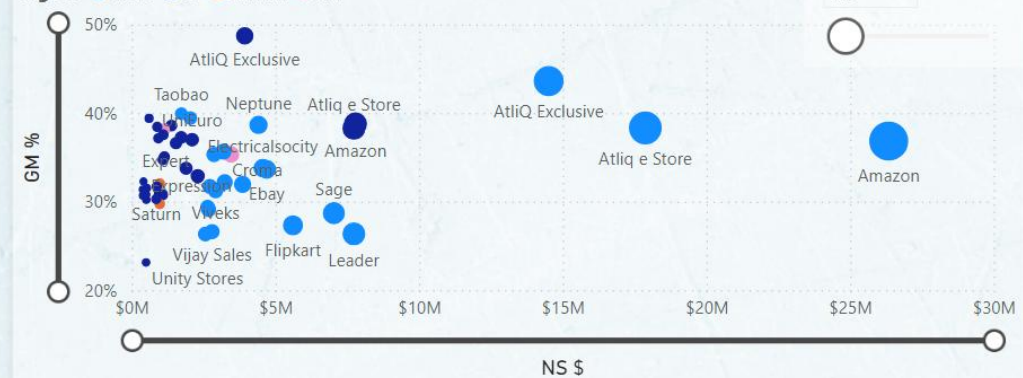 50%
AtliQ Exclusive
Taobao
Neptune
Atliq e Store
AtliQ Exclusive
40%
UniEuro
Electricalsocity
Amazon
Atliq e Store
GM %
Expert
Croma
Amazon
Expression
Ebay
Sage
30%
Saturn
Viveks
Vijay Sales
Flipkart
Leader
Unity Stores
20%
$0M
$5M
$10M
$15M
$20M
$25M
$30M
NS $